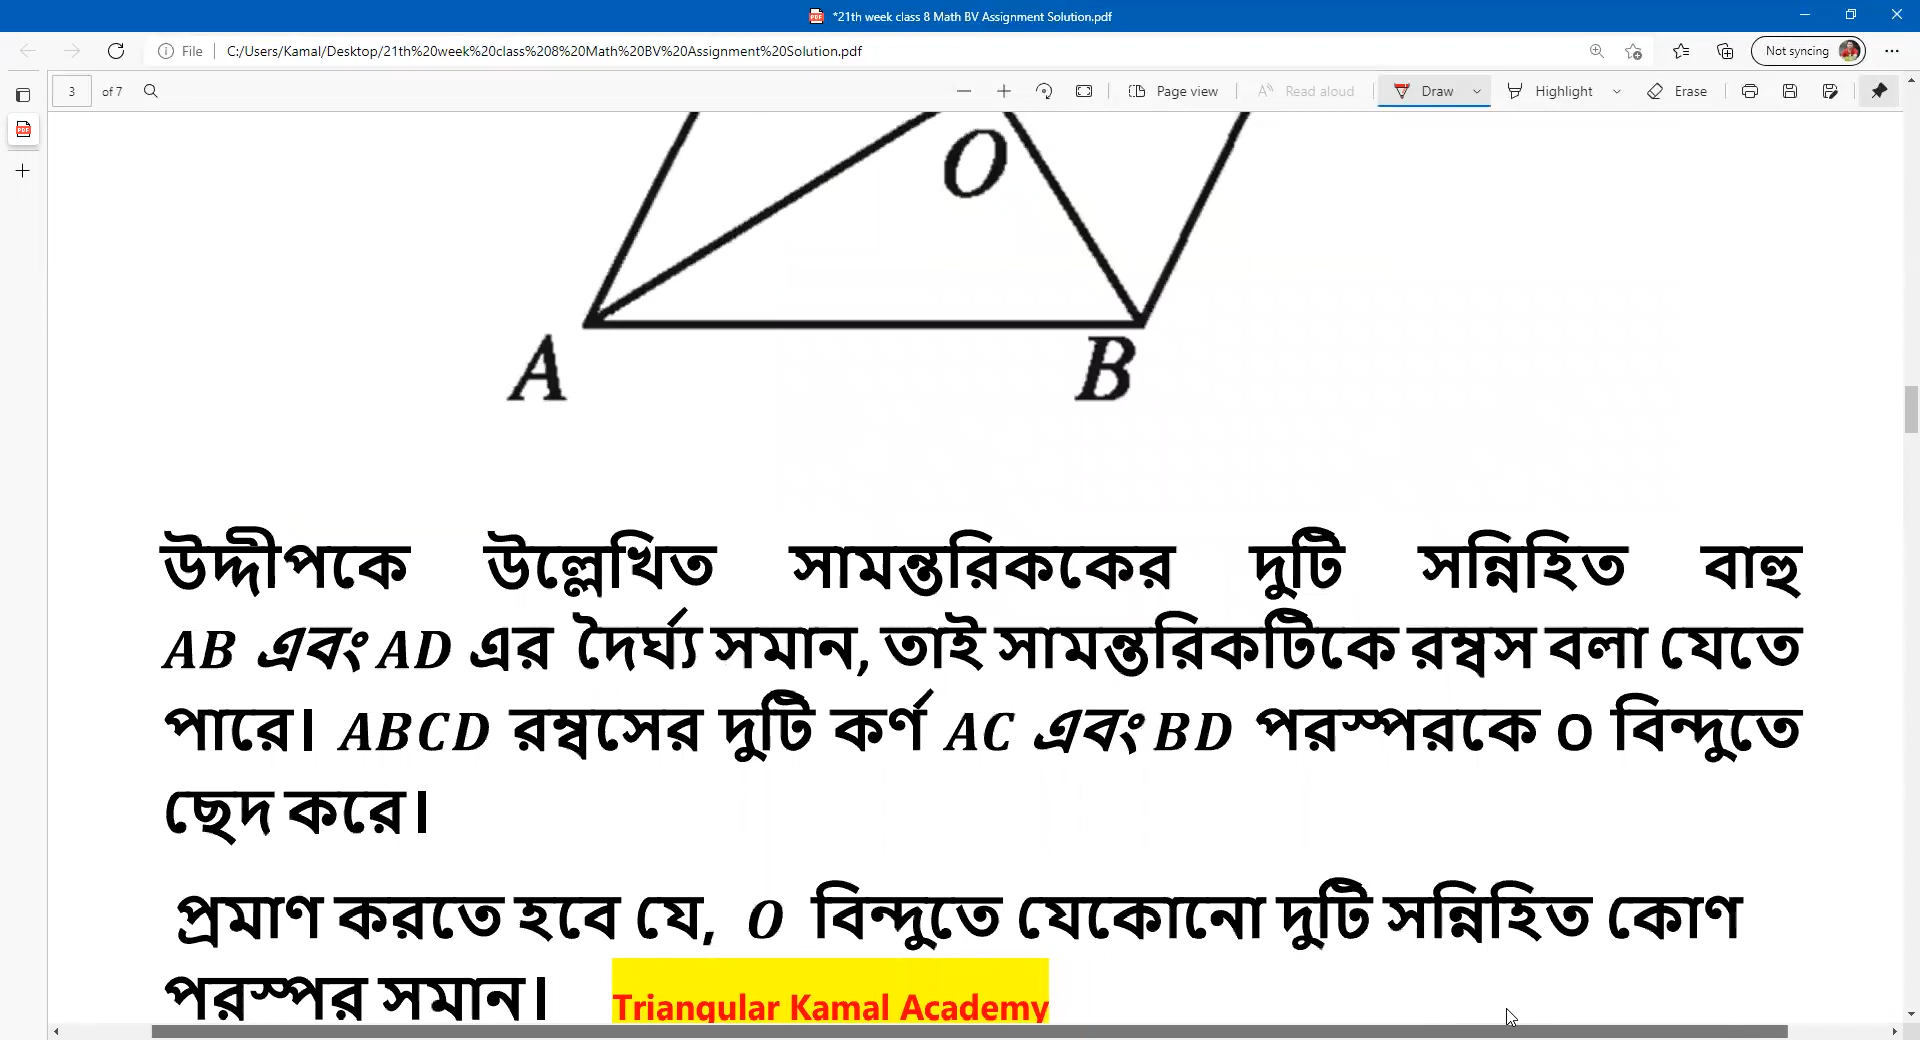 *21th week class 8 Math BV Assignment Solution.pdf
File C:/Users/Kamal/Desktop/21th%20week%20class%208%20Math%20BV%20Assignment%20Solution.pdf Not syncing
3 of 7 Page view Read aloud Draw Highlight Erase
O
A B
উদ্দীপকে উল্লেখিত সামন্তরিককের দুটি সন্নিহিত বাহু
AB এবং AD এর দৈর্ঘ্য সমান, তাই সামন্তরিকটিকে রম্বস বলা যেতে
পারে। ABCD রম্বসের দুটি কর্ণ AC এবং BD পরস্পরকে O বিন্দুতে
ছেদ করে।
প্রমাণ করতে হবে যে, O বিন্দুতে যেকোনো দুটি সন্নিহিত কোণ
পরস্পর সমান। Triangular Kamal Academy